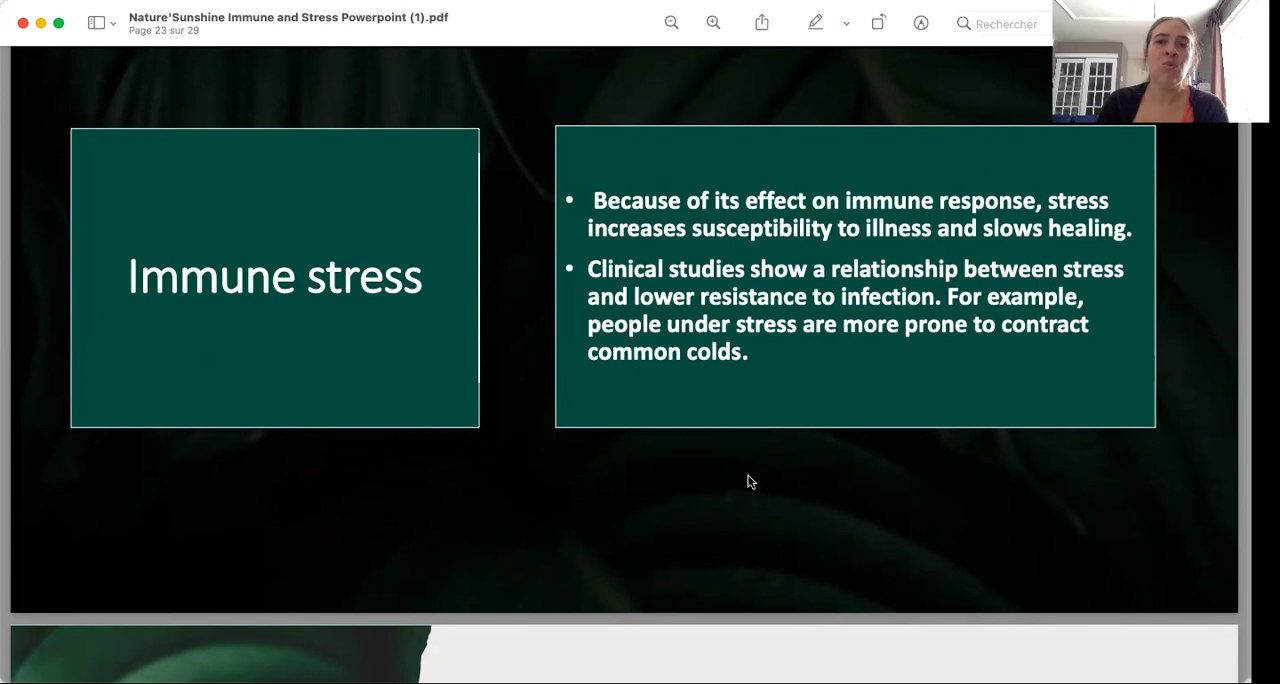 Nature'Sunshine Immune and Stress Powerpoint (1).pdf
Page 23 sur 29
Rechercher
Immune stress
• Because of its effect on immune response, stress
increases susceptibility to illness and slows healing.
• Clinical studies show a relationship between stress
and lower resistance to infection. For example,
people under stress are more prone to contract
common colds.